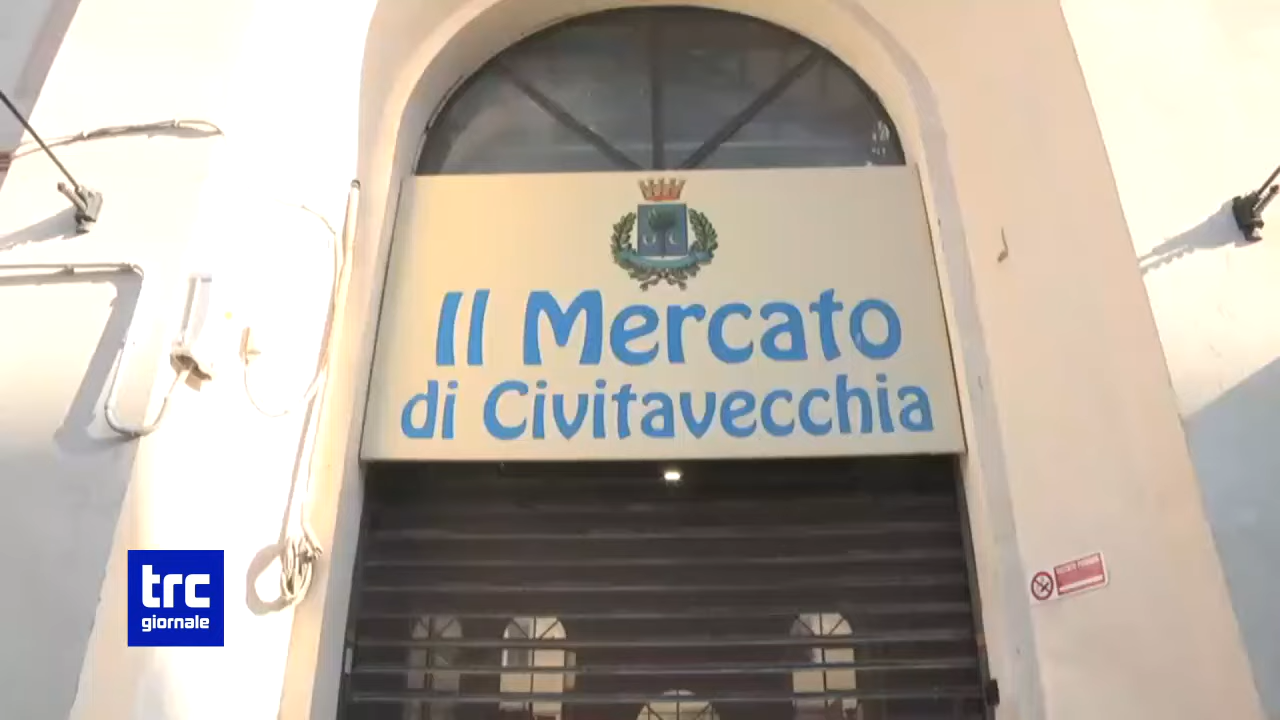 Il Mercato
di Civitavecchia
trc
giornale